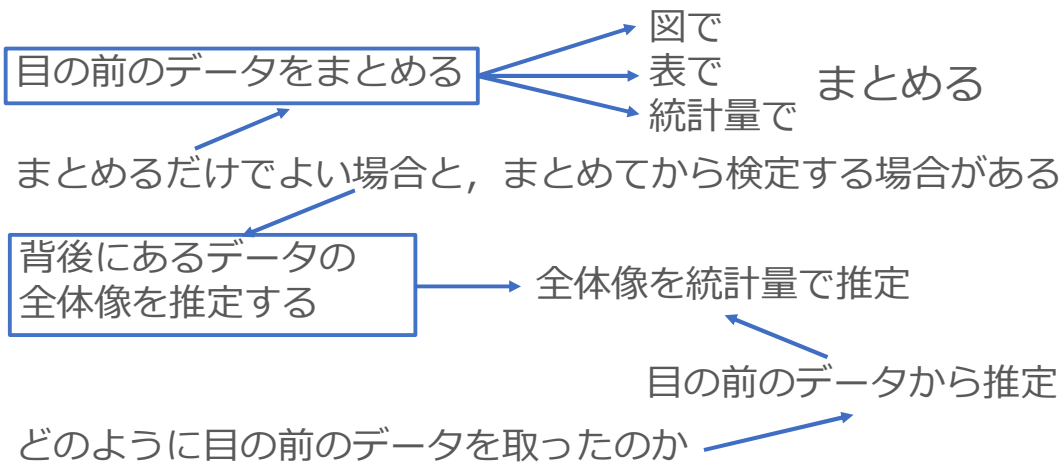 図で
目の前のデータをまとめる
表で
まとめる
統計量で
まとめるだけでよい場合と，まとめてから検定する場合がある
背後にあるデータの
全体像を推定する
全体像を統計量で推定
目の前のデータから推定
どのように目の前のデータを取ったのか